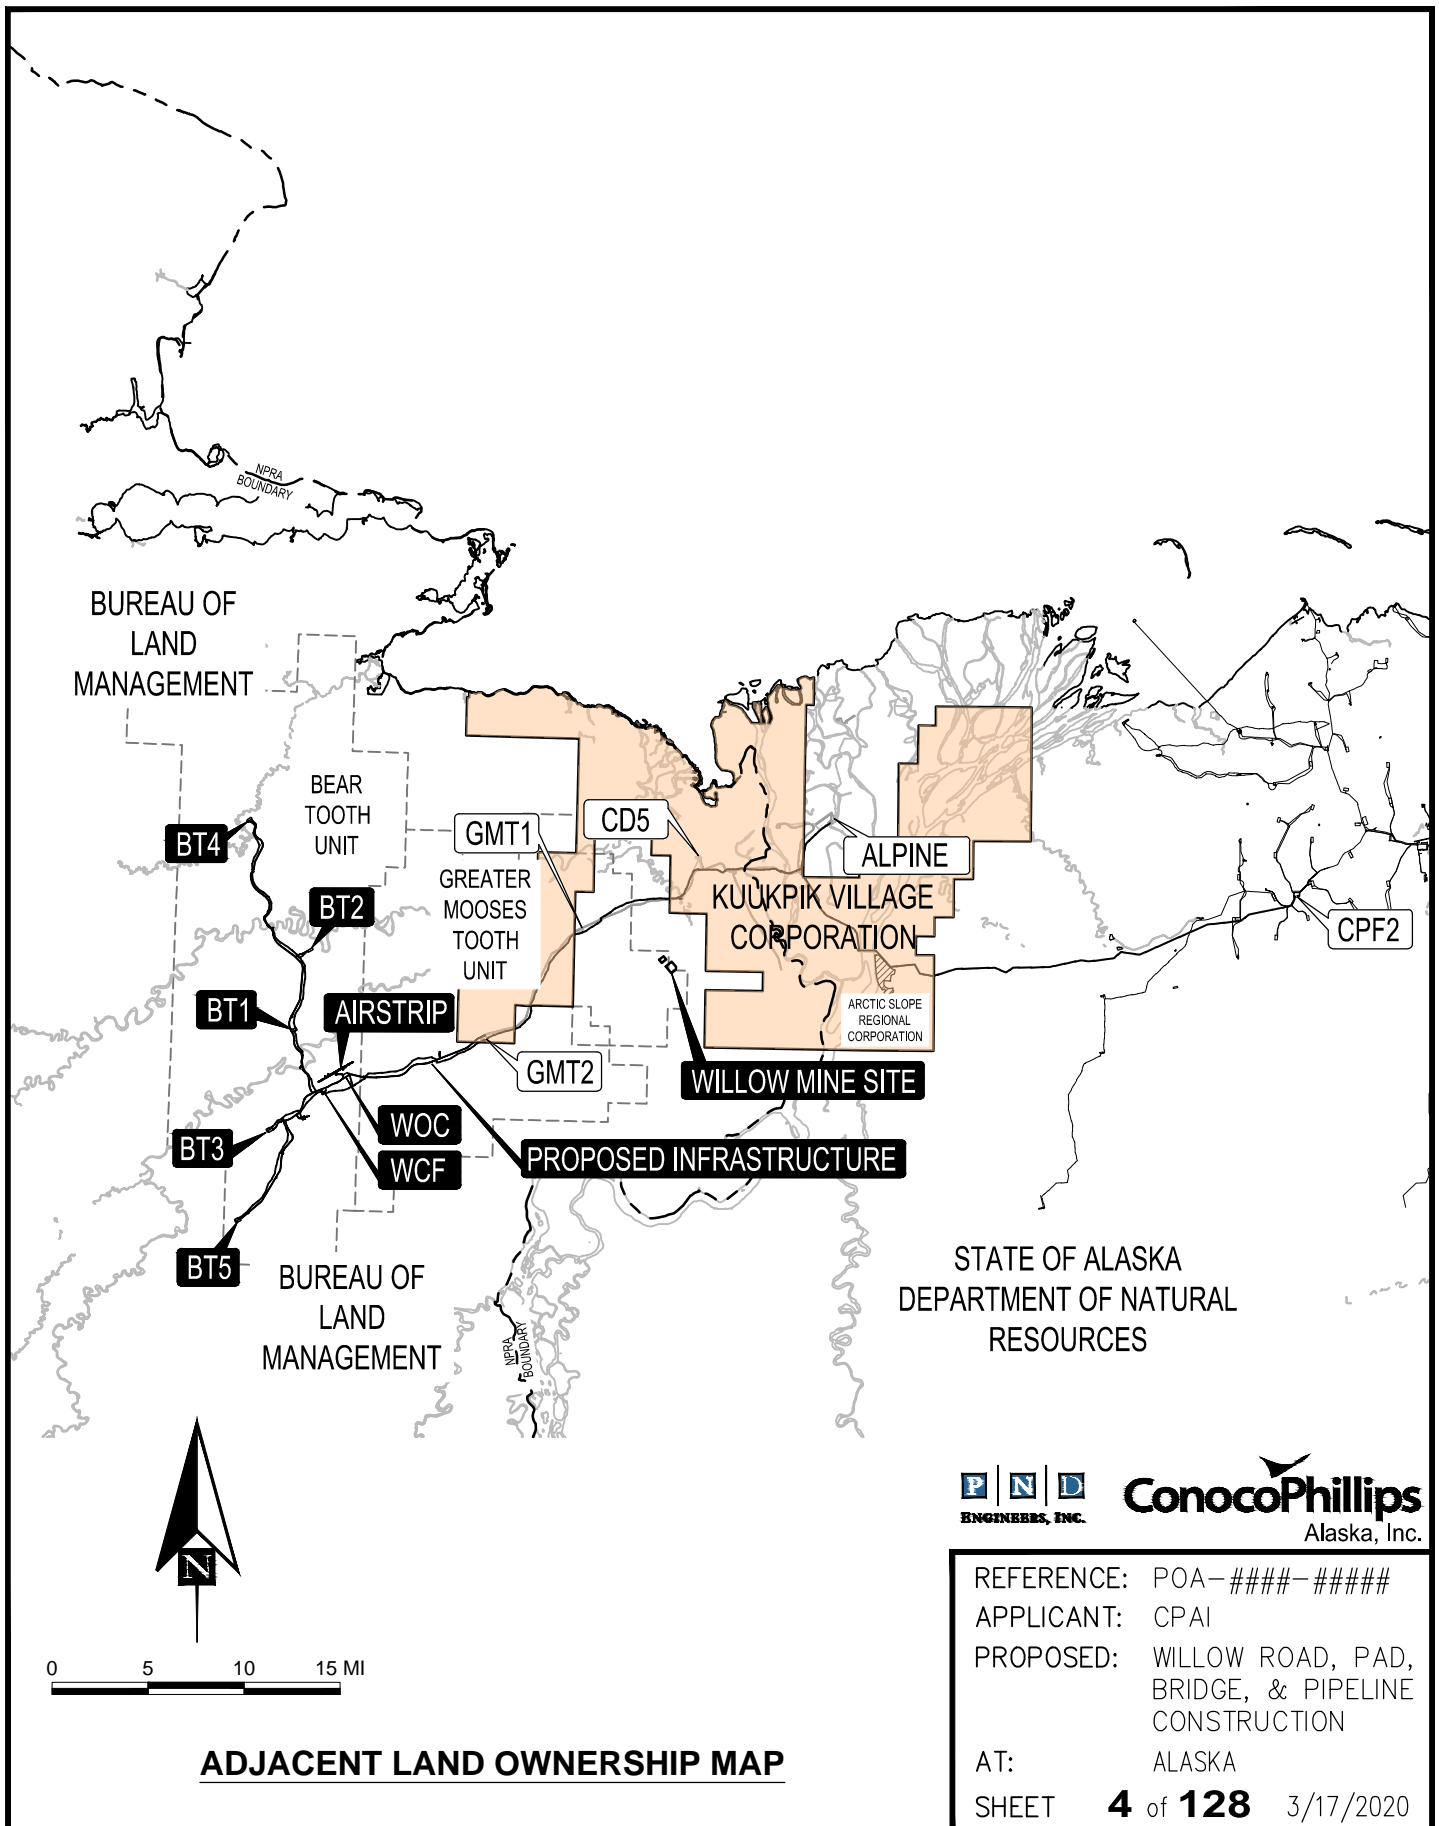 NPRA
BOUNDARY
BUREAU OF
LAND
MANAGEMENT
BEAR
TOOTH
UNIT
BT4
GMT1
CD5
ALPINE
GREATER
MOOSES
TOOTH
UNIT
KUUKPIK VILLAGE
CORPORATION
BT2
CPF2
BT1
AIRSTRIP
ARCTIC SLOPE
REGIONAL
CORPORATION
GMT2
WILLOW MINE SITE
WOC
BT3
WCF
PROPOSED INFRASTRUCTURE
BT5
BUREAU OF
LAND
MANAGEMENT
STATE OF ALASKA
DEPARTMENT OF NATURAL
RESOURCES
NPRA
BOUNDARY
N
0 5 10 15 MI
ADJACENT LAND OWNERSHIP MAP
P N D
ENGINEERS, INC.
ConocoPhillips
Alaska, Inc.
REFERENCE: POA-####-#####
APPLICANT: CPAI
PROPOSED: WILLOW ROAD, PAD,
BRIDGE, & PIPELINE
CONSTRUCTION
AT: ALASKA
SHEET 4 of 128 3/17/2020